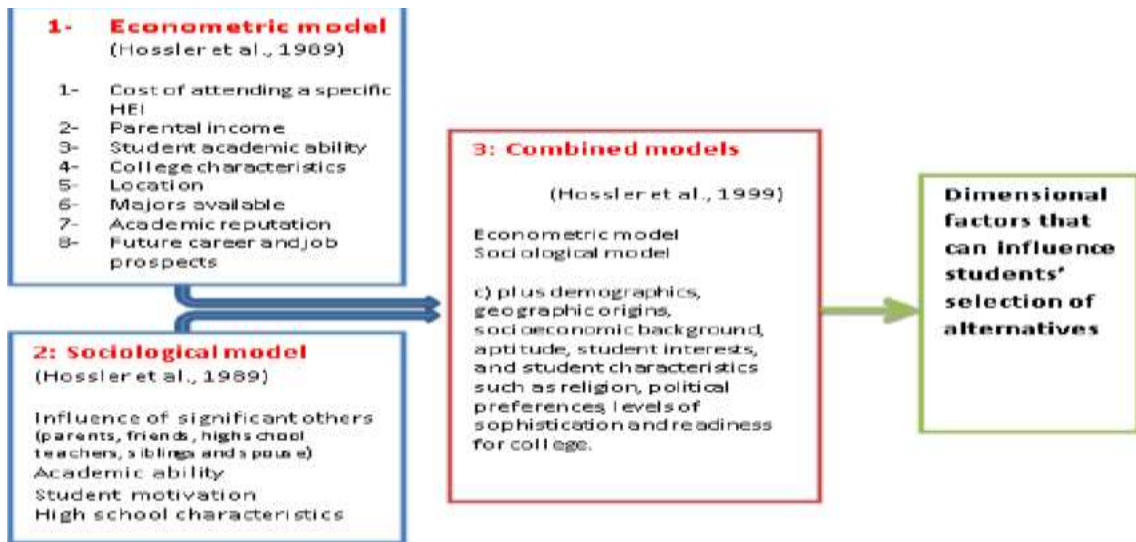 1- Econometric model
(Hossler et al., 1989)
1- Cost of attending a specific
HEI
2- Parental income
3- Student academic ability
4- College characteristics
5- Location
6- Majors available
7- Academic reputation
8- Future career and job
prospects
2: Sociological model
(Hossler et al., 1989)
Influence of significant others
(parents, friends, high school
teachers, siblings and spouse)
Academic ability
Student motivation
High school characteristics
3: Combined models
(Hossler et al., 1999)
Econometric model
Sociological model
c) plus demographics,
geographic origins,
socioeconomic background,
aptitude, student interests,
and student characteristics
such as religion, political
preferences, levels of
sophistication and readiness
for college.
Dimensional
factors that
can influence
students'
selection of
alternatives